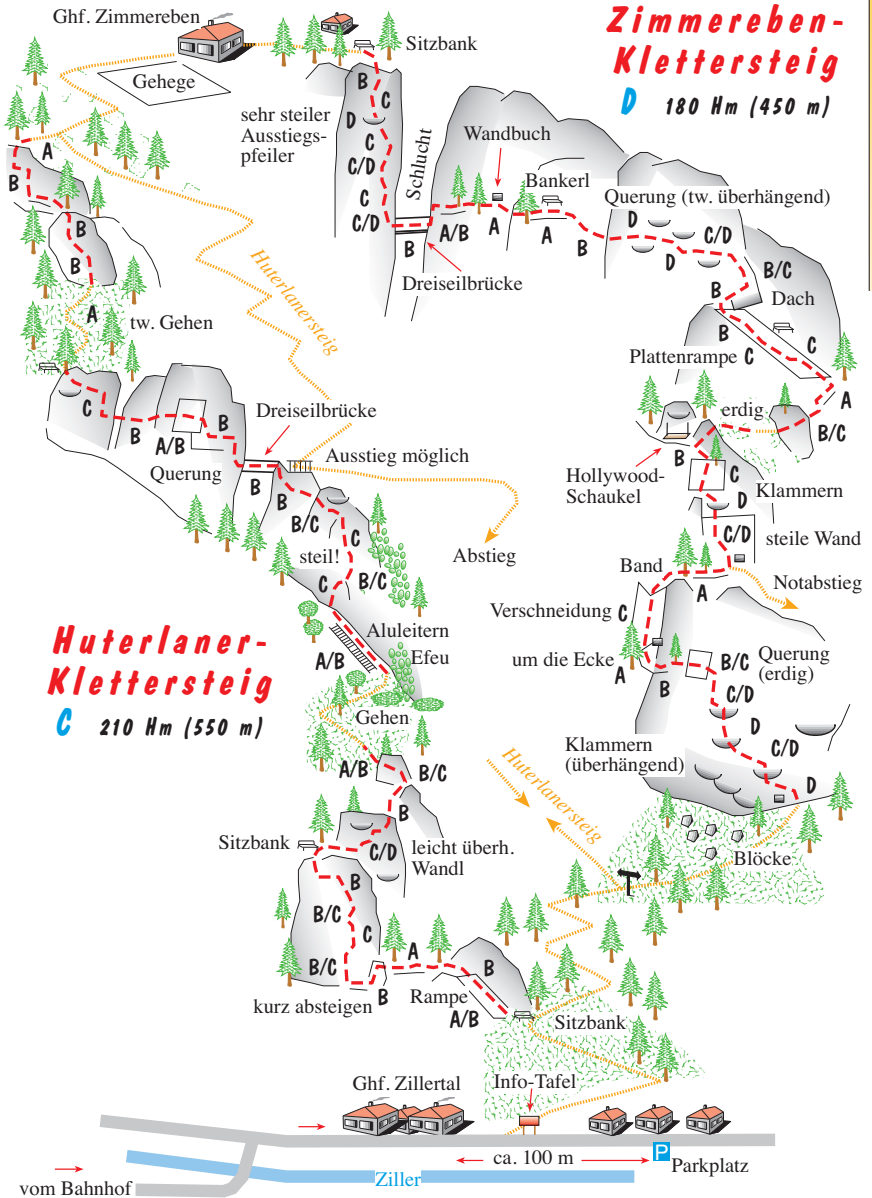 Ghf. Zimmereben
Sitzbank
Gehege
Zimmereben-
Klettersteig
D 180 Hm (450 m)
sehr steiler
Ausstiegs-
pfeiler
B
C
D
C
C/D
C
C/D
Schlucht
Wandbuch
Bankerl
Querung (tw. überhängend)
B
A/B
A
A
B
D
D
C/D
Dreiseilbrücke
B/C
Dach
B
C
Plattenrampe
C
A
erdig
B/C
Hollywood-
Schaukel
B
C
Klammern
D
C/D
steile Wand
Band
A
Notabstieg
Verschneidung
C
um die Ecke
A
B
B/C
Querung
(erdig)
C/D
D
C/D
Klammern
(überhängend)
D
Blöcke
A
B
B
B
A
tw. Gehen
Huterlanersteig
C
B
A/B
B
Querung
Dreiseilbrücke
Ausstieg möglich
B
B
B/C
C
steil!
Abstieg
C
B/C
Aluleitern
Efeu
A/B
Huterlaner-
Klettersteig
C 210 Hm (550 m)
Gehen
A/B
B/C
B
Huterlanersteig
Sitzbank
C/D
leicht überh.
Wandl
B
B/C
C
B/C
A
B
B
kurz absteigen
Rampe
A/B
Sitzbank
Ghf. Zillertal
Info-Tafel
ca. 100 m
P
Parkplatz
vom Bahnhof
Ziller